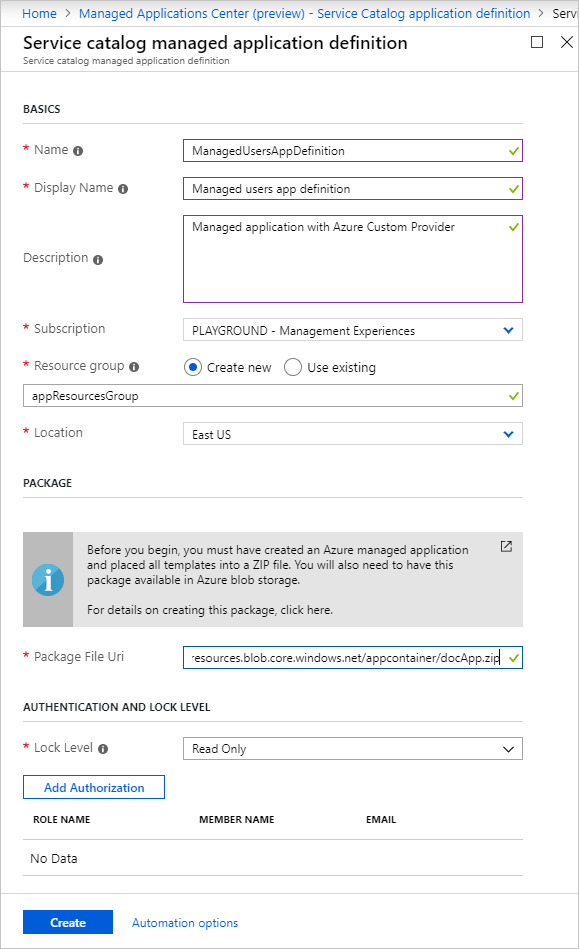 Home > Managed Applications Center (preview) - Service Catalog application definition > Servi
Service catalog managed application definition
Service catalog managed application definition
BASICS
* Name
ManagedUsersAppDefinition
* Display Name
Managed users app definition
Description
Managed application with Azure Custom Provider
* Subscription
PLAYGROUND - Management Experiences
* Resource group
Create new
Use existing
appResourcesGroup
* Location
East US
PACKAGE
Before you begin, you must have created an Azure managed application
and placed all templates into a ZIP file. You will also need to have this
package available in Azure blob storage.
For details on creating this package, click here.
* Package File Uri
resources.blob.core.windows.net/appcontainer/docApp.zip
AUTHENTICATION AND LOCK LEVEL
* Lock Level
Read Only
Add Authorization
ROLE NAME MEMBER NAME EMAIL
No Data
Create
Automation options